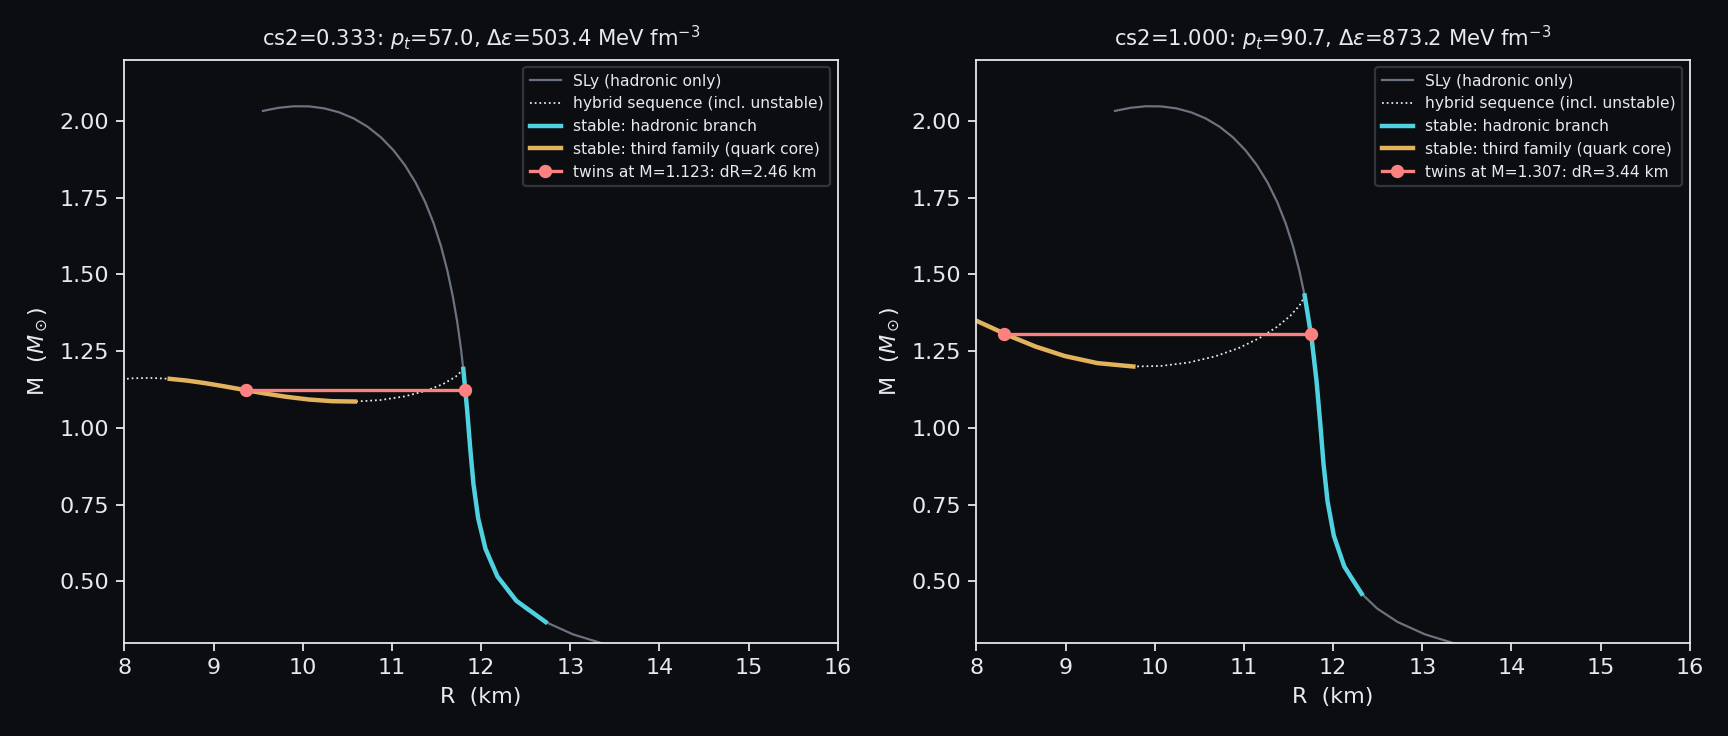 cs2=0.333: pₜ=57.0, Δε=503.4 MeV fm⁻³
SLy (hadronic only)
hybrid sequence (incl. unstable)
stable: hadronic branch
stable: third family (quark core)
twins at M=1.123: dR=2.46 km
M (M⊙)
2.00
1.75
1.50
1.25
1.00
0.75
0.50
8 9 10 11 12 13 14 15 16
R (km)
cs2=1.000: pₜ=90.7, Δε=873.2 MeV fm⁻³
SLy (hadronic only)
hybrid sequence (incl. unstable)
stable: hadronic branch
stable: third family (quark core)
twins at M=1.307: dR=3.44 km
M (M⊙)
2.00
1.75
1.50
1.25
1.00
0.75
0.50
8 9 10 11 12 13 14 15 16
R (km)